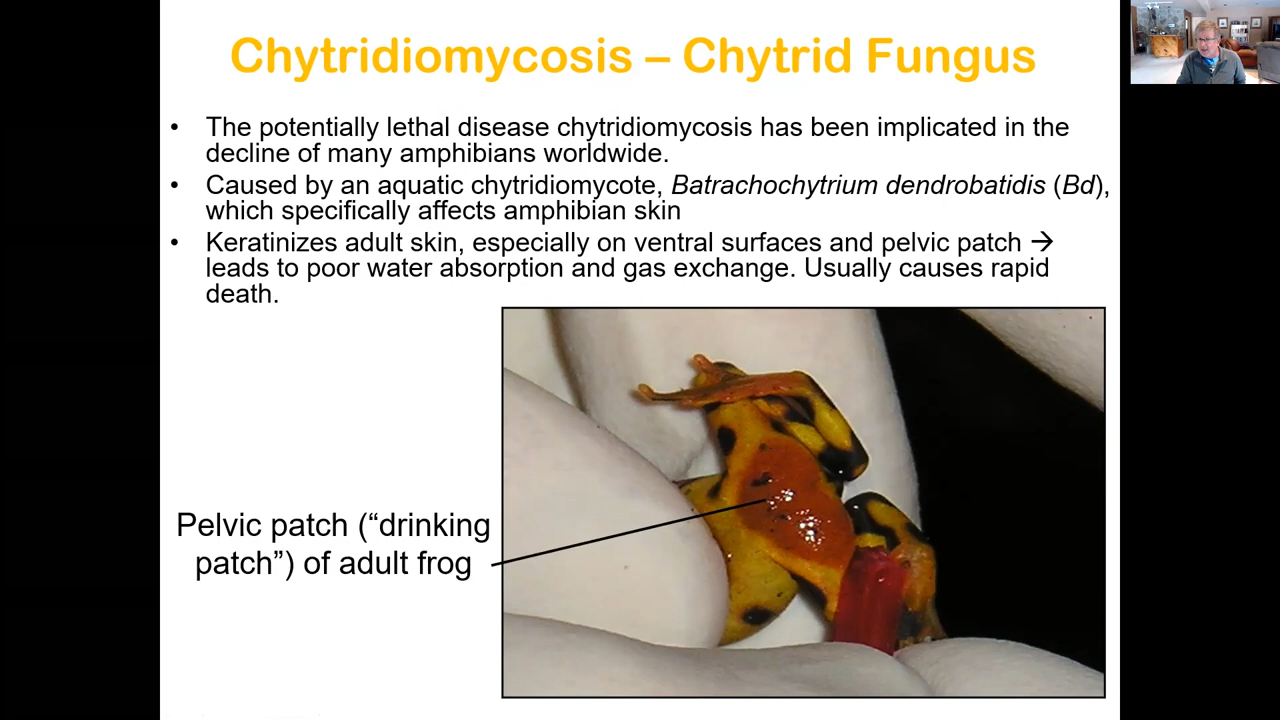 Chytridiomycosis – Chytrid Fungus
• The potentially lethal disease chytridiomycosis has been implicated in the
decline of many amphibians worldwide.
• Caused by an aquatic chytridiomycote, Batrachochytrium dendrobatidis (Bd),
which specifically affects amphibian skin
• Keratinizes adult skin, especially on ventral surfaces and pelvic patch →
leads to poor water absorption and gas exchange. Usually causes rapid
death.
Pelvic patch (“drinking
patch”) of adult frog